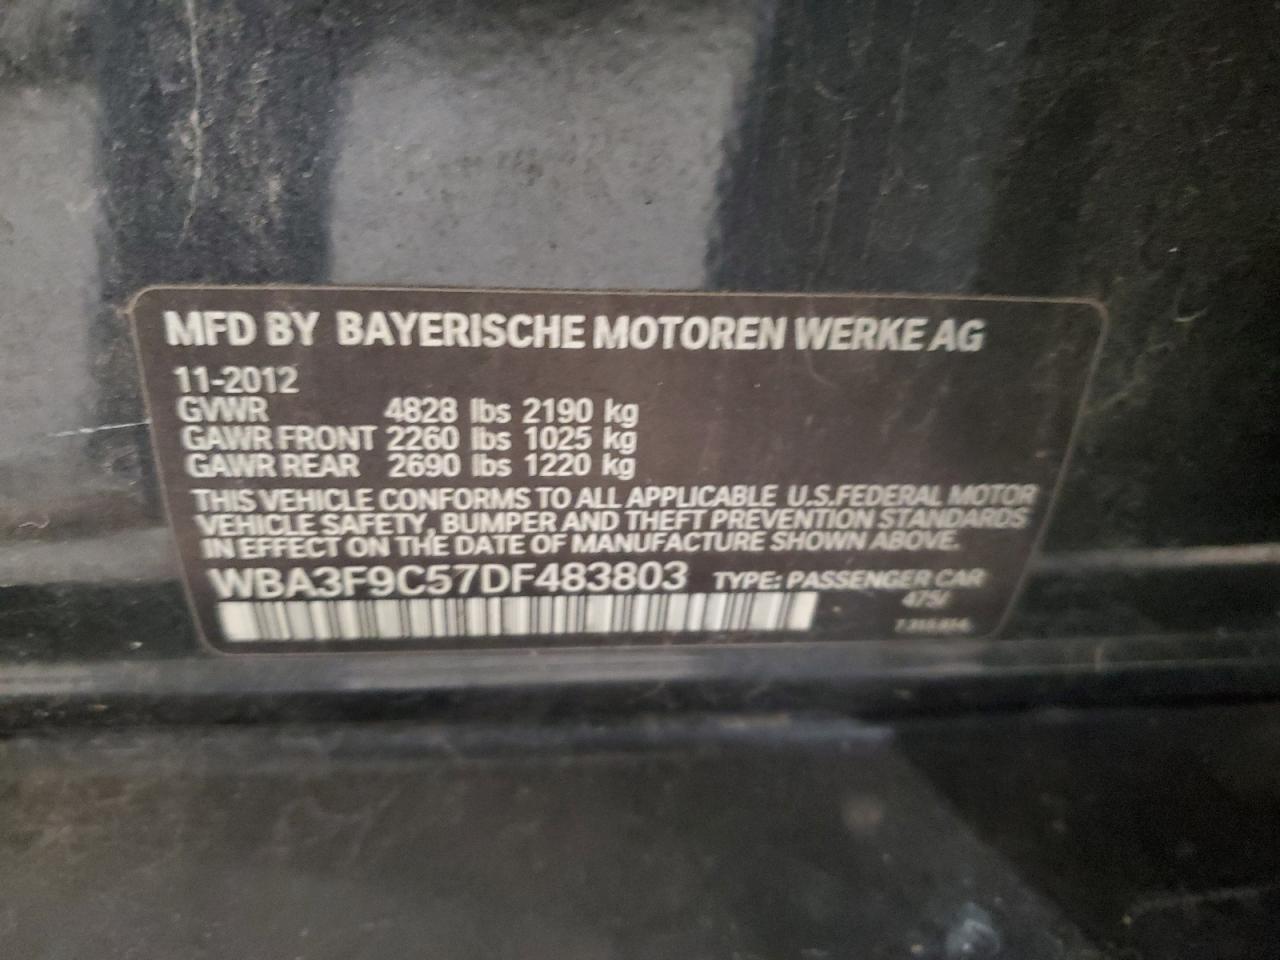 MFD BY BAYERISCHE MOTOREN WERKE AG
11-2012
GVWR 4828 lbs 2190 kg
GAWR FRONT 2260 lbs 1025 kg
GAWR REAR 2690 lbs 1220 kg
THIS VEHICLE CONFORMS TO ALL APPLICABLE U.S.FEDERAL MOTOR
VEHICLE SAFETY, BUMPER AND THEFT PREVENTION STANDARDS
IN EFFECT ON THE DATE OF MANUFACTURE SHOWN ABOVE.
WBA3F9C57DF483803 TYPE: PASSENGER CAR